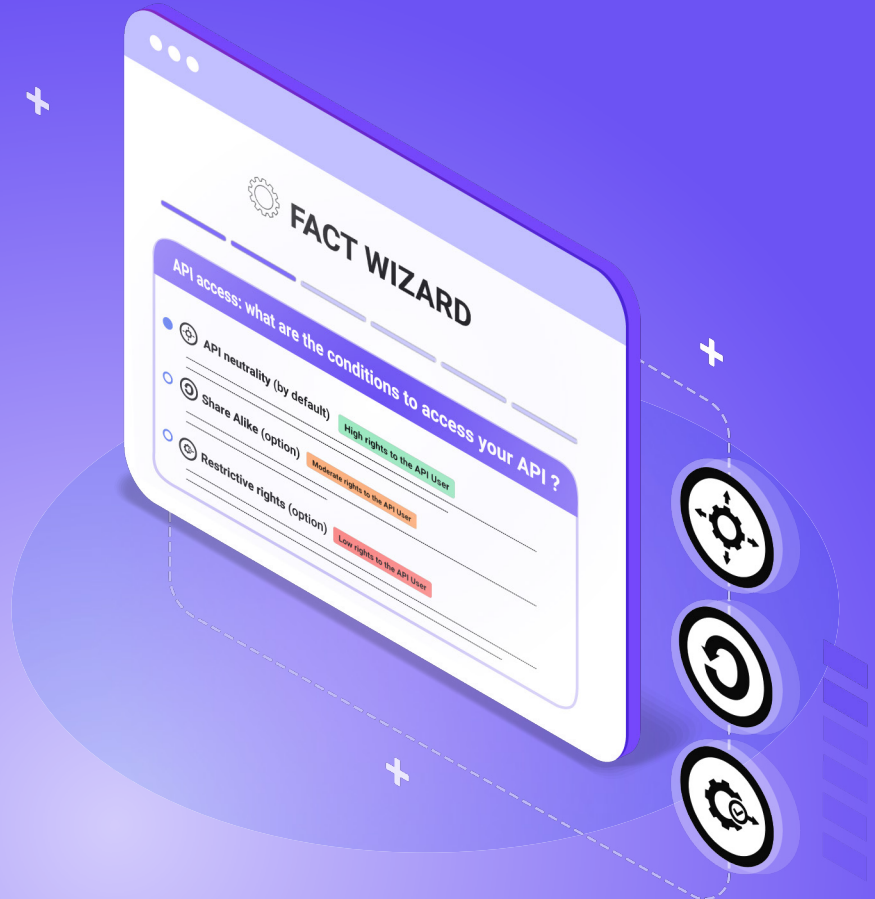 FACT WIZARD
API access: what are the conditions to access your API ?
API neutrality (by default)
High rights to the API User
Share Alike (option)
Moderate rights to the API User
Restrictive rights (option)
Low rights to the API User